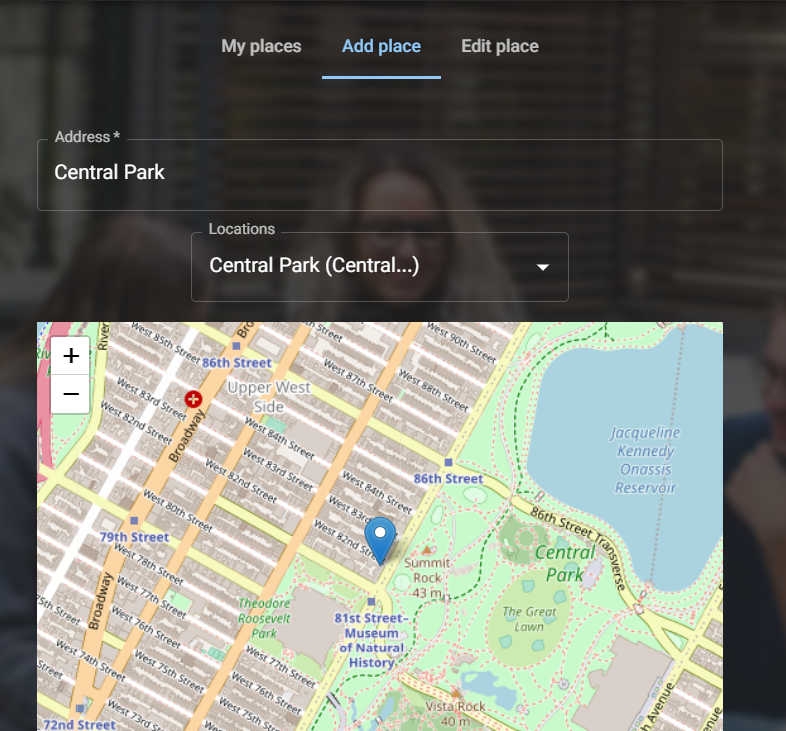 My places
Add place
Edit place
Address *
Central Park
Locations
Central Park (Central...)
+
−
West 85th Street
86th Street
Upper West
Side
West 87th Street
West 88th Street
West 90th Street
West 83rd Street
West 82nd Street
Broadway
West 84th Street
West 83rd Street
West 82nd Street
86th Street
West 84th Street
West 82nd Street
Jacqueline
Kennedy
Onassis
Reservoir
86th Street Transverse
West 80th Street
79th Street
West 78th Street
West 77th Street
West 76th Street
Broadway
Summit
Rock
43 m
Central
Park
The Great
Lawn
Theodore
Roosevelt
Park
81st Street–
Museum
of Natural
History
West 77th Street
West 76th Street
West 75th Street
West 74th Street
West 73rd Street
72nd Street
Vista Rock
40 m